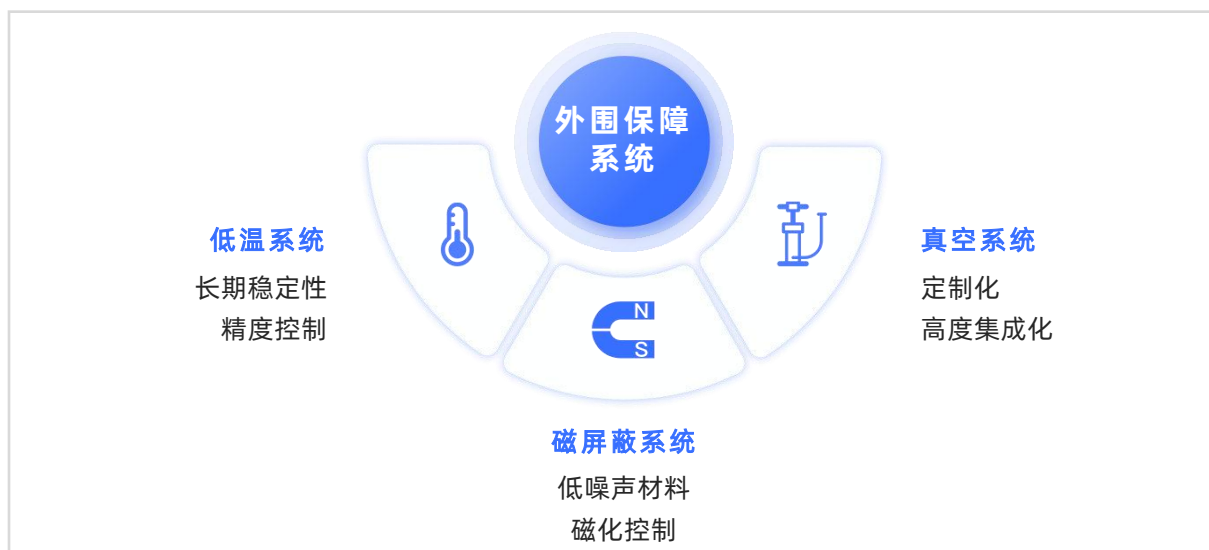 外围保障
系统
低温系统
长期稳定性
精度控制
真空系统
定制化
高度集成化
N
S
磁屏蔽系统
低噪声材料
磁化控制